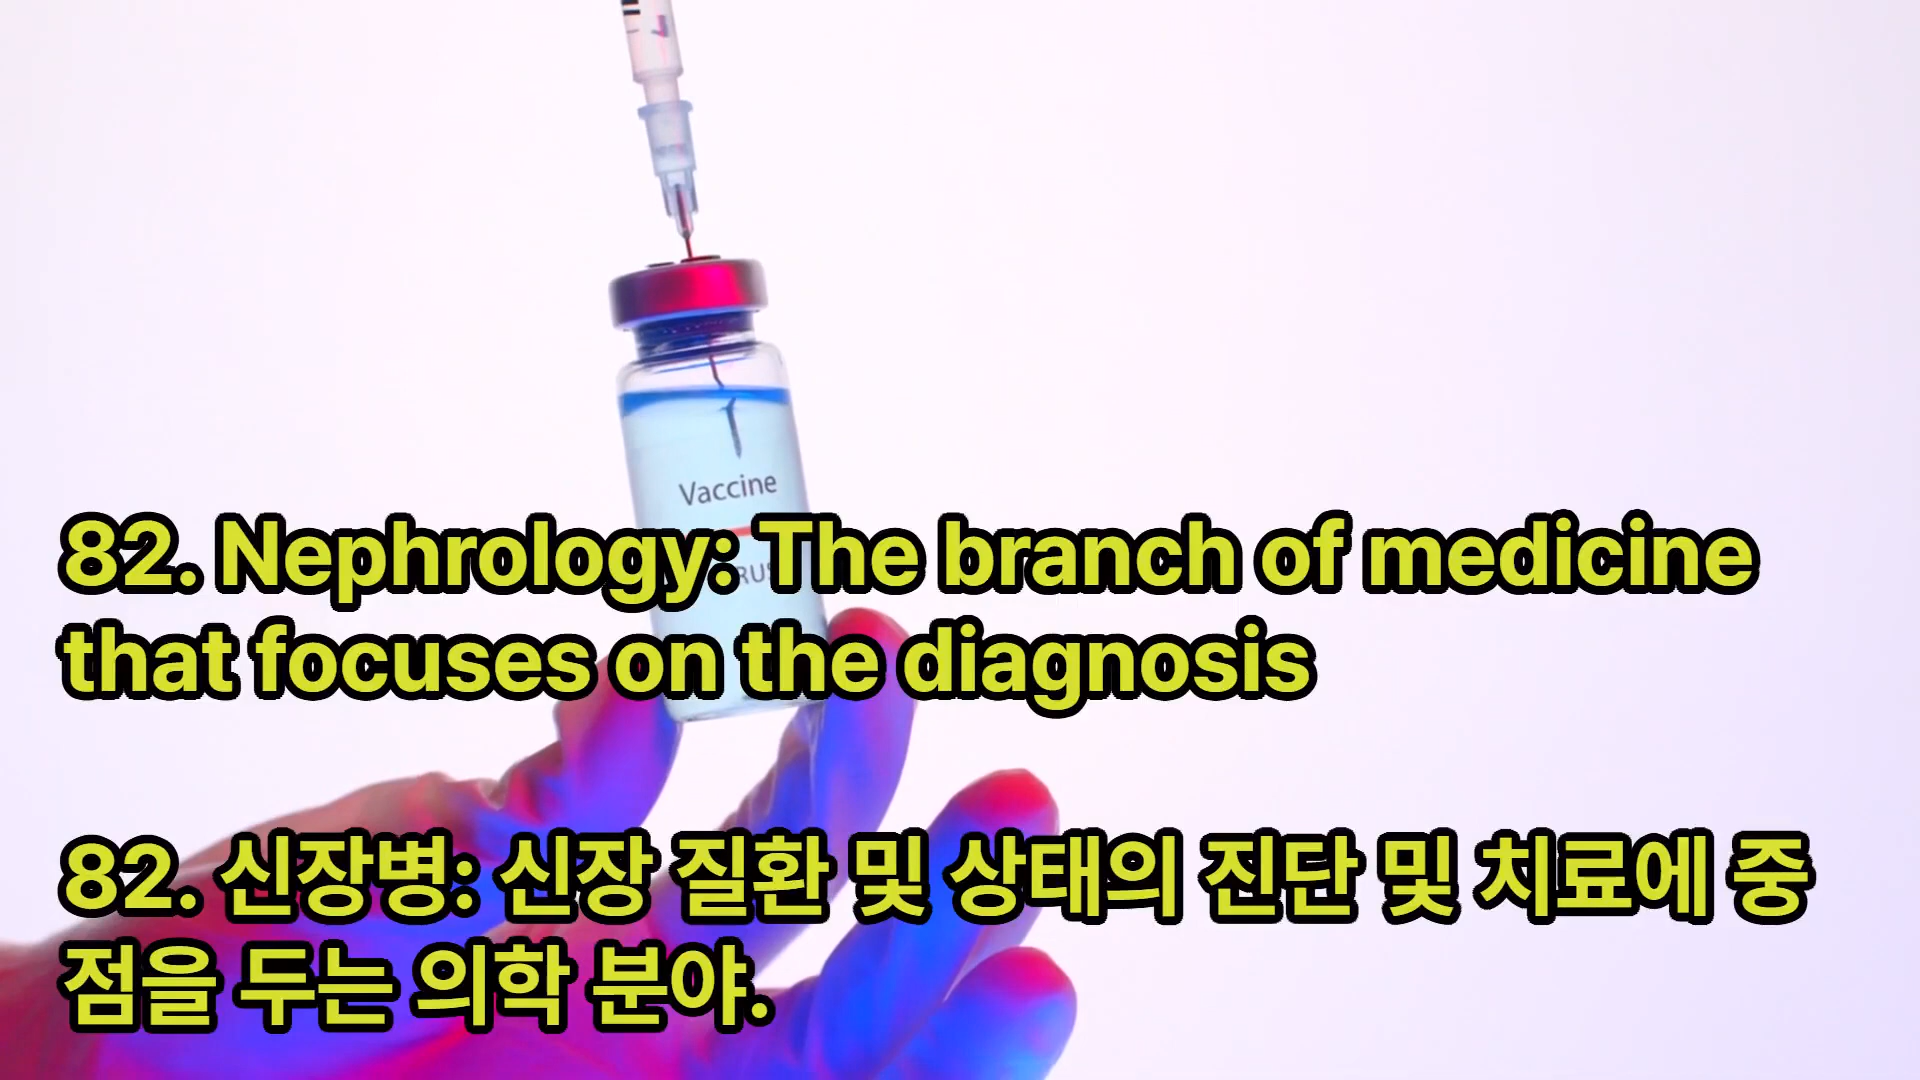 Vaccine
82. Nephrology: The branch of medicine
that focuses on the diagnosis
82. 신장병: 신장 질환 및 상태의 진단 및 치료에 중
점을 두는 의학 분야.